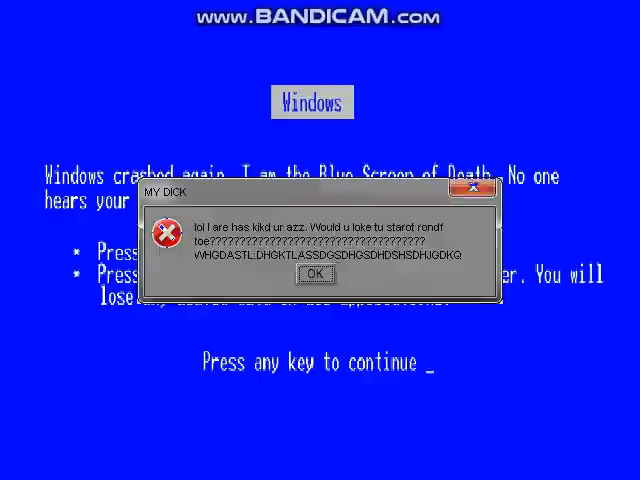 www.BANDICAM.com
Windows
Windows crashed again. I am the Blue Screen of Death. No one
hears your
MY DICK
lol I are has kikd ur azz. Would u loke tu starot rondf
toe????????????????????????????????????
WHGDASTL;DHGKTLASSDGSDHGSDHDSHSDHJGDKQ
OK
* Press
* Press er. You will
lose any
Press any key to continue _